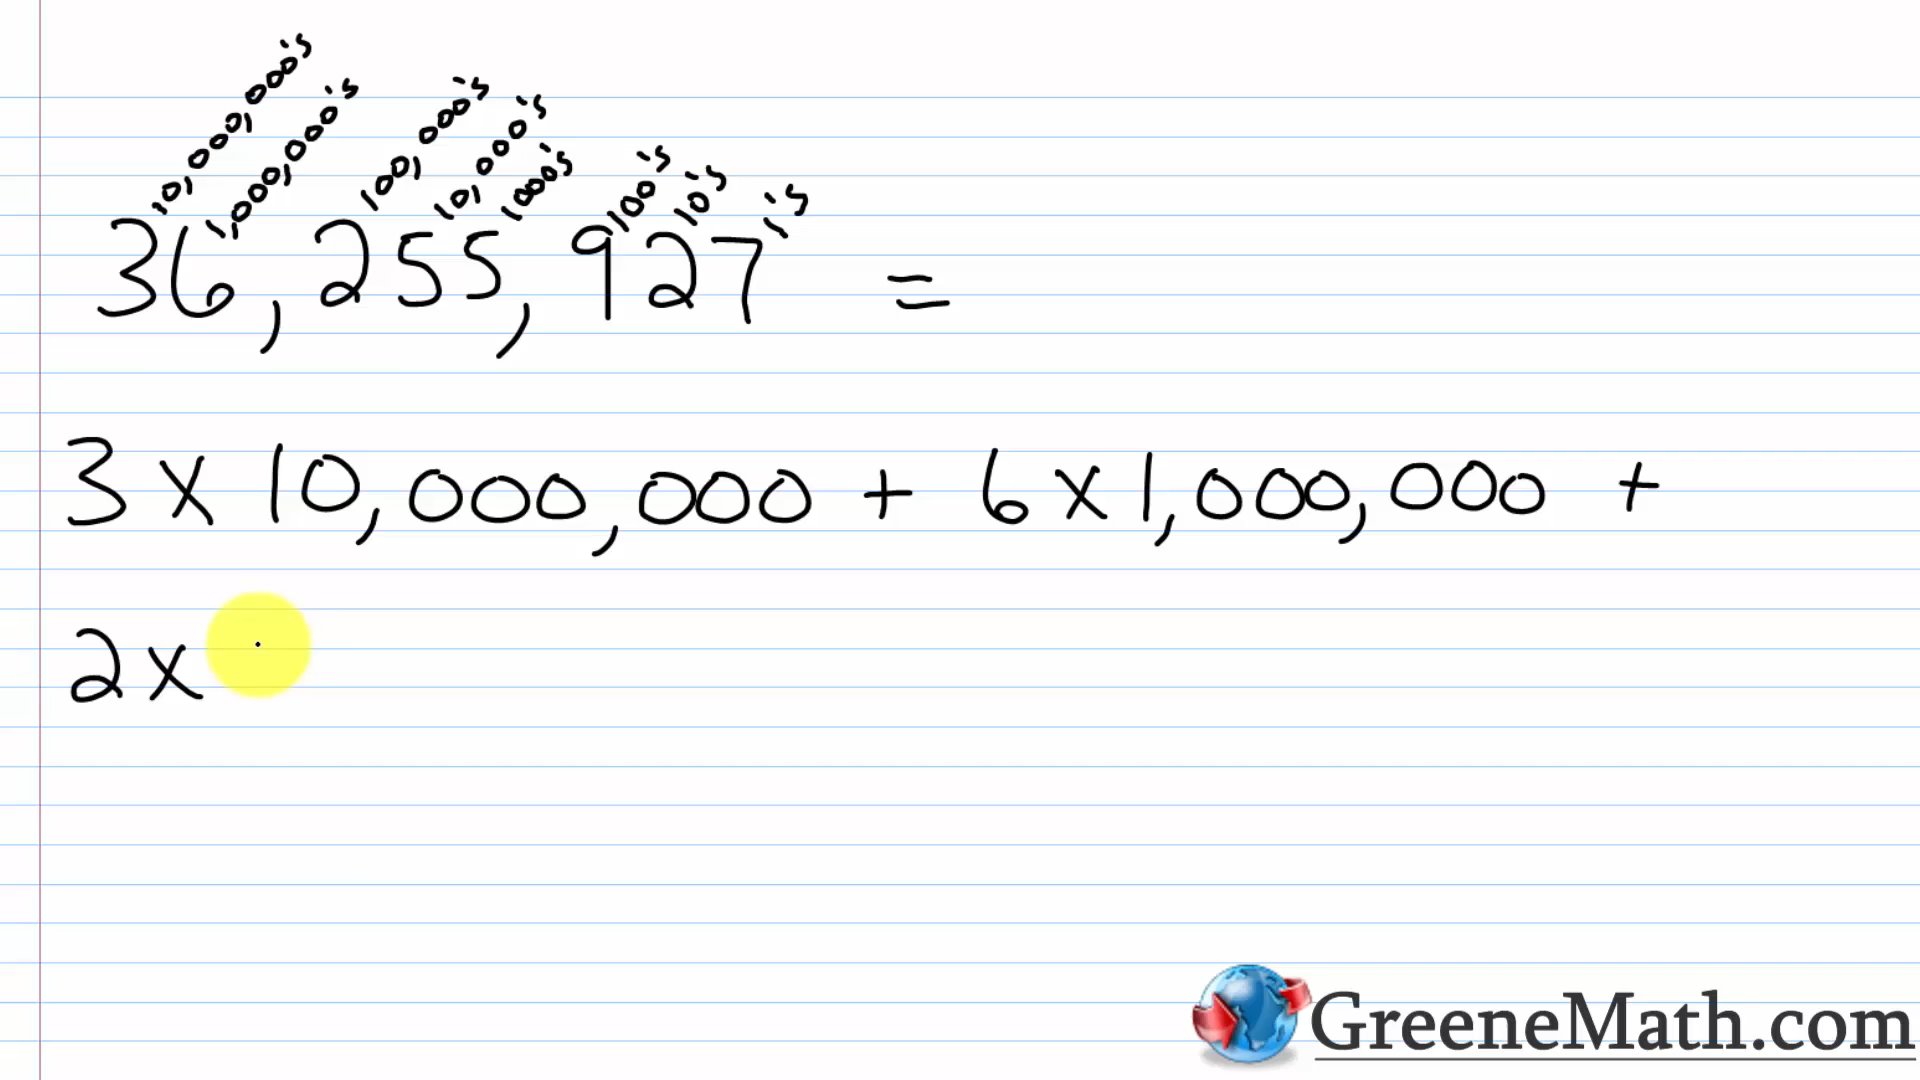 10,000,000's 1,000,000's 100,000's 10,000's 1000's 100's 10's 1's
36,255,927 =
3 x 10,000,000 + 6 x 1,000,000 +
2 x
GreeneMath.com